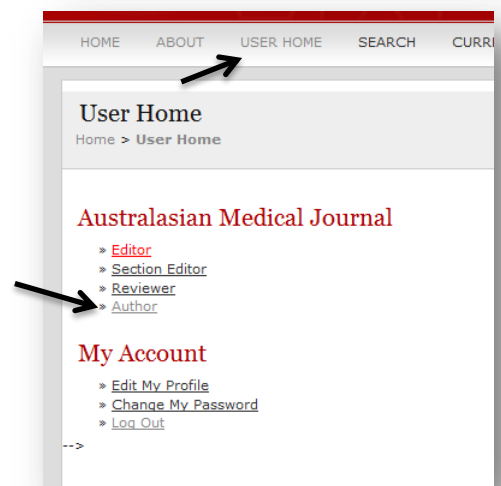 HOME ABOUT USER HOME SEARCH
User Home
Home > User Home
Australasian Medical Journal
» Editor
» Section Editor
» Reviewer
» Author
My Account
» Edit My Profile
» Change My Password
» Log Out
-->